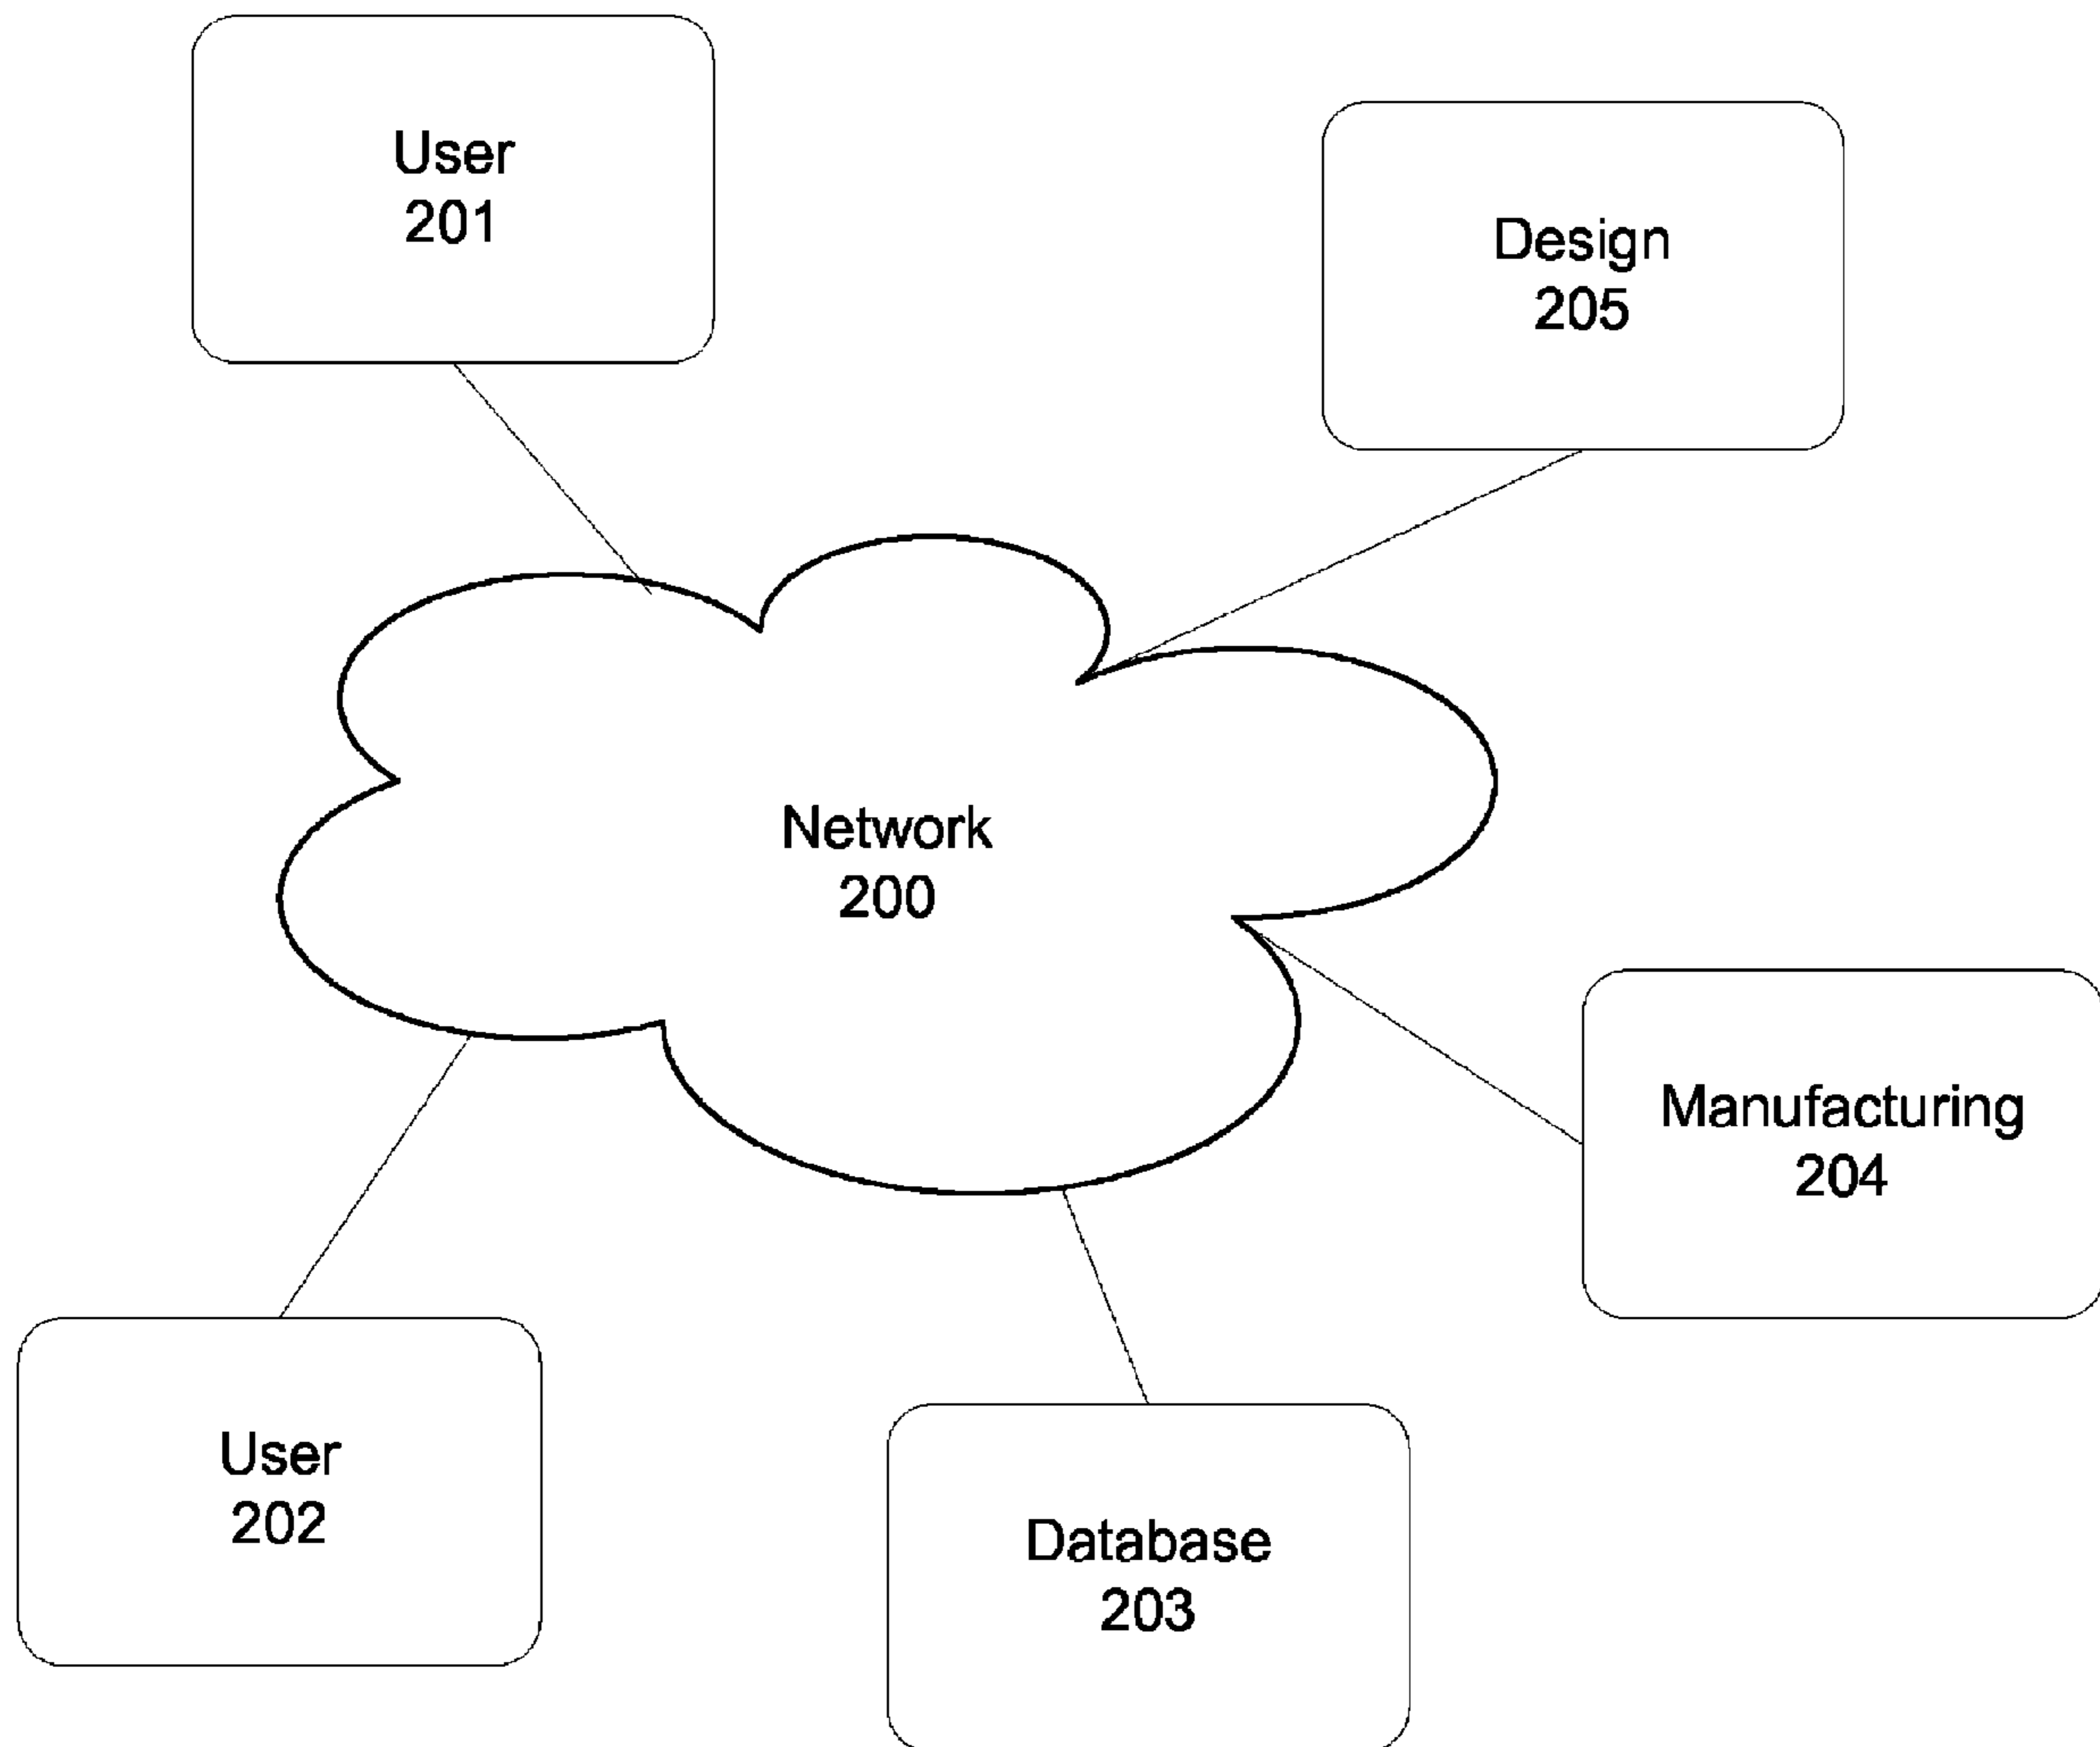 User
201
Design
205
Network
200
Manufacturing
204
User
202
Database
203